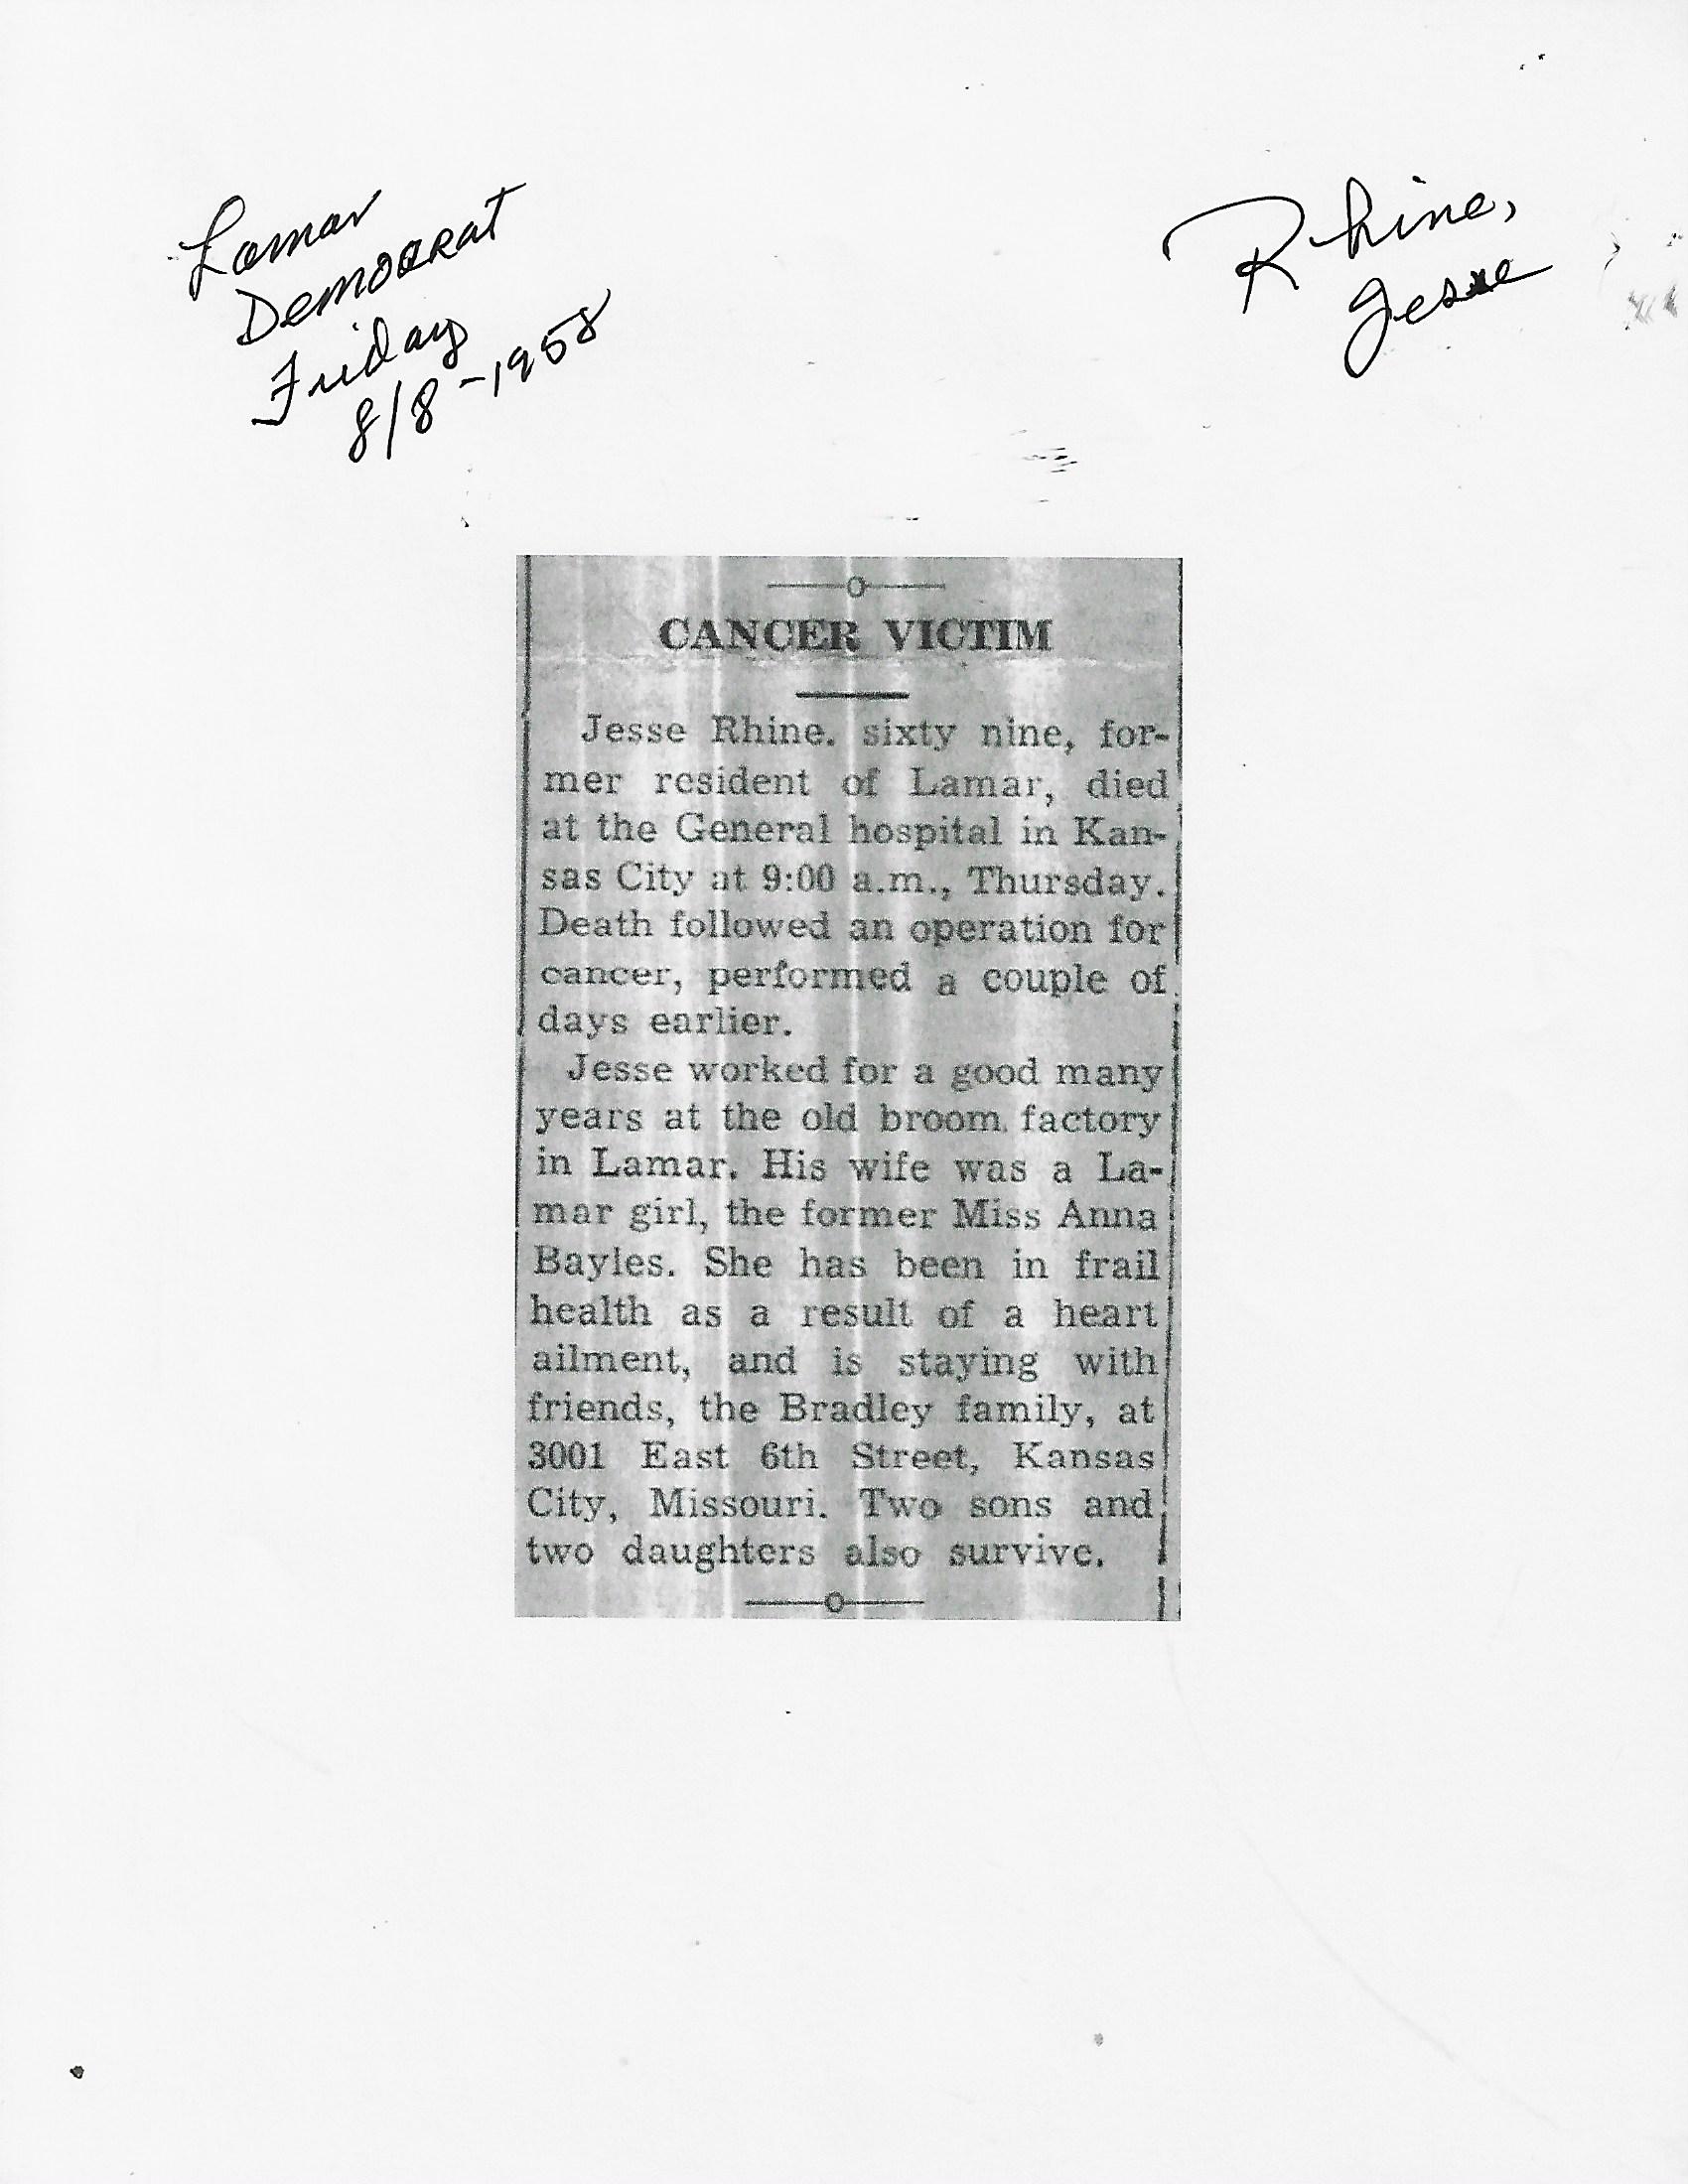 Lamar
Democrat
Friday
8/8-1958
Rhine,
Jesse
CANCER VICTIM
Jesse Rhine. sixty nine, for-
mer resident of Lamar, died
at the General hospital in Kan-
sas City at 9:00 a.m., Thursday.
Death followed an operation for
cancer, performed a couple of
days earlier.
Jesse worked for a good many
years at the old broom factory
in Lamar. His wife was a La-
mar girl, the former Miss Anna
Bayles. She has been in frail
health as a result of a heart
ailment, and is staying with
friends, the Bradley family, at
3001 East 6th Street, Kansas
City, Missouri. Two sons and
two daughters also survive.